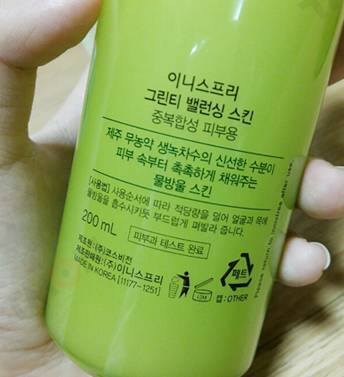 이니스프리
그린티 밸런싱 스킨
중복합성 피부용
제주 무농약 생녹차수의 신선한 수분이
피부 속부터 촉촉하게 채워주는
물방울 스킨
[사용법] 사용순서에 따라 적당량을 덜어 얼굴과 목에
물방울을 흡수시키듯 부드럽게 펴발라 줍니다.
200 mL
피부과 테스트 완료
제조원 : (주)코스비전
제조판매원 : (주)이니스프리
MADE IN KOREA [11177-1251]
12M
페트
캡 : OTHER